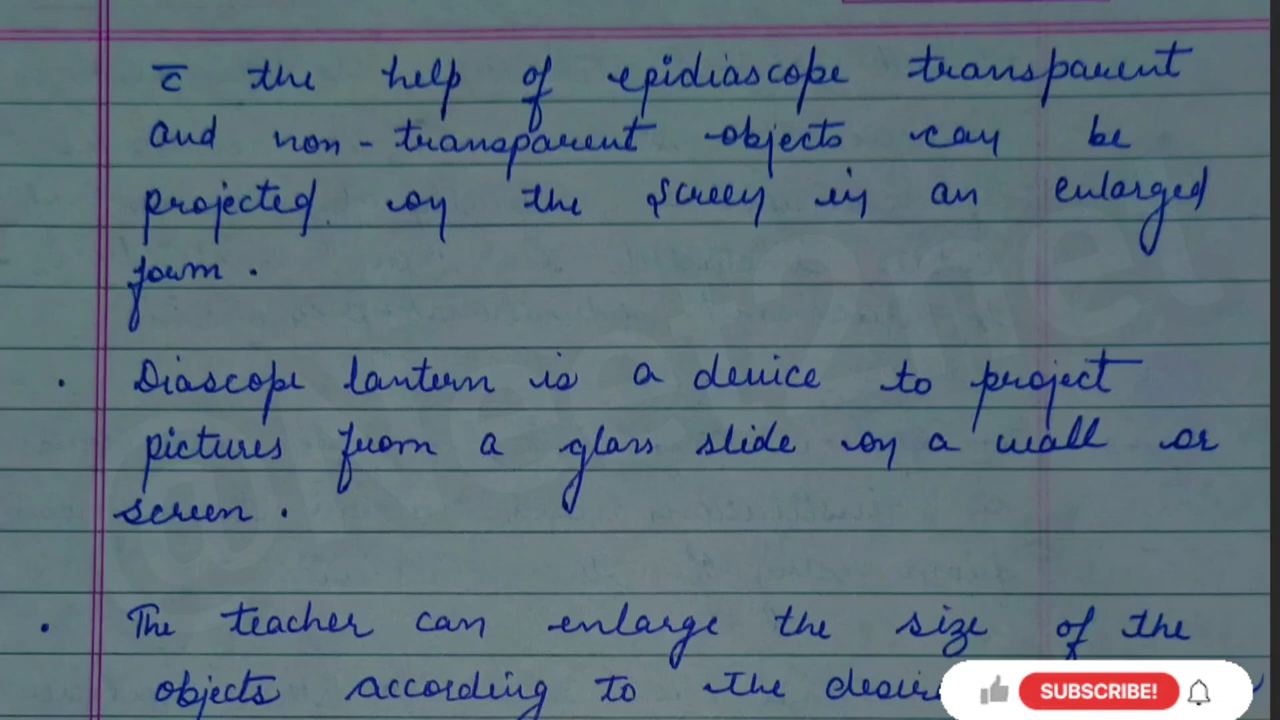 c̄ the help of epidiascope transparent
and non-transparent objects can be
projected on the screen in an enlarged
form.
. Diascope lantern is a device to project
pictures from a glass slide on a wall or
screen.
. The teacher can enlarge the size of the
objects according to the
SUBSCRIBE!